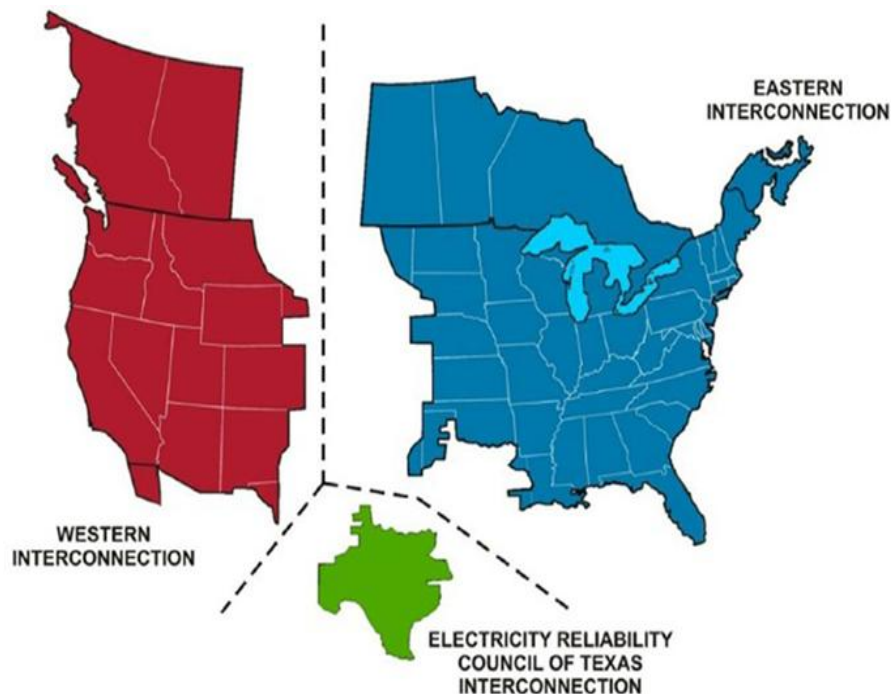 EASTERN
INTERCONNECTION
WESTERN
INTERCONNECTION
ELECTRICITY RELIABILITY
COUNCIL OF TEXAS
INTERCONNECTION